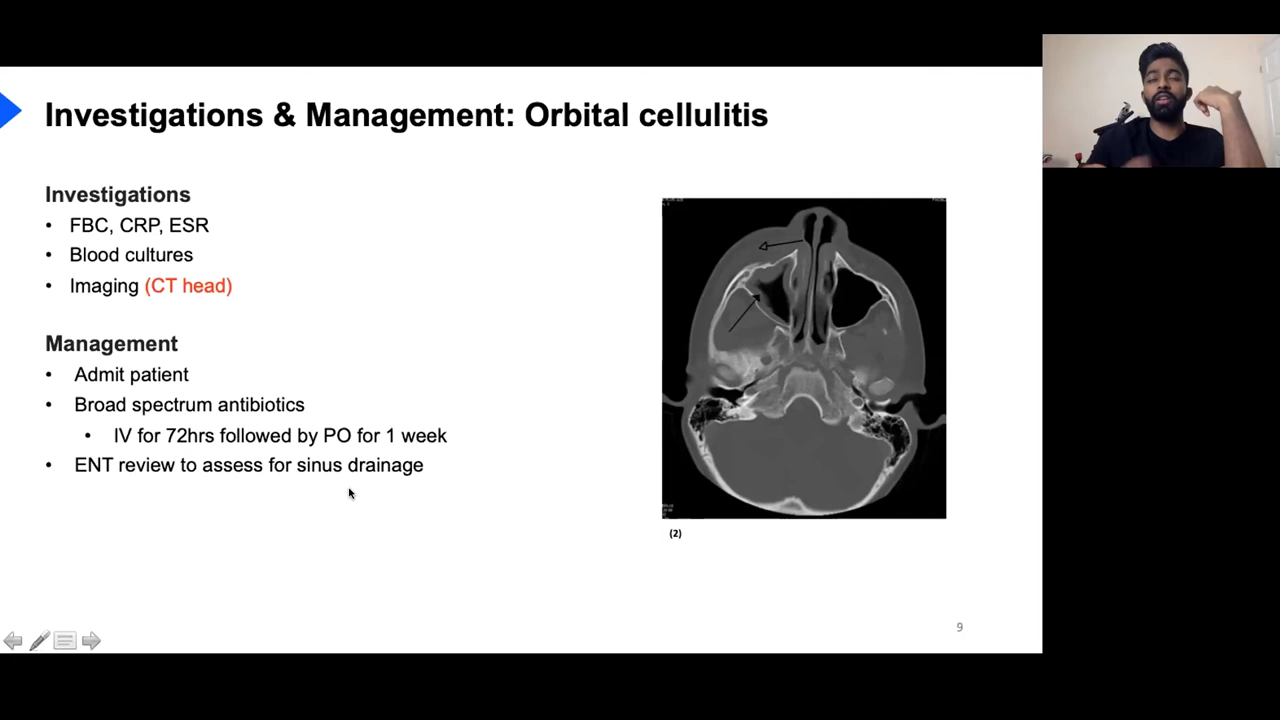 Investigations & Management: Orbital cellulitis
Investigations
• FBC, CRP, ESR
• Blood cultures
• Imaging (CT head)
Management
• Admit patient
• Broad spectrum antibiotics
• IV for 72hrs followed by PO for 1 week
• ENT review to assess for sinus drainage
(2)
9